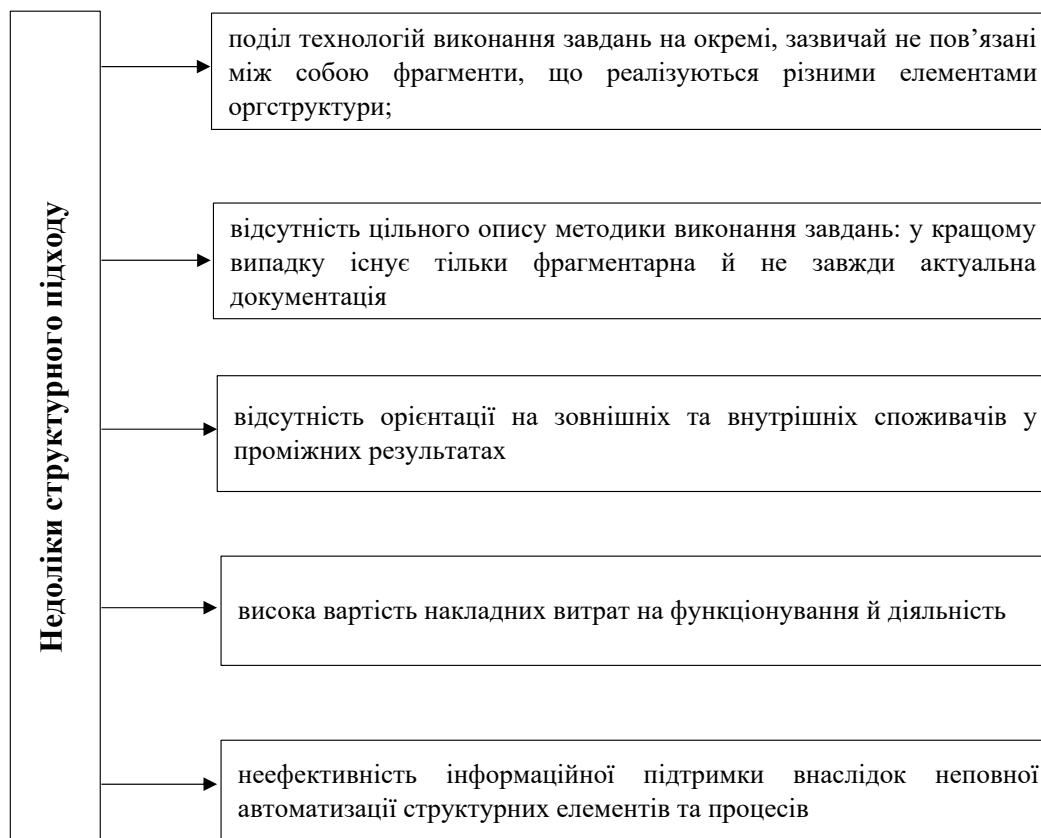 Недоліки структурного підходу
поділ технологій виконання завдань на окремі, зазвичай не пов’язані
між собою фрагменти, що реалізуються різними елементами
оргструктури;
відсутність цільного опису методики виконання завдань: у кращому
випадку існує тільки фрагментарна й не завжди актуальна
документація
відсутність орієнтації на зовнішніх та внутрішніх споживачів у
проміжних результатах
висока вартість накладних витрат на функціонування й діяльність
неефективність інформаційної підтримки внаслідок неповної
автоматизації структурних елементів та процесів